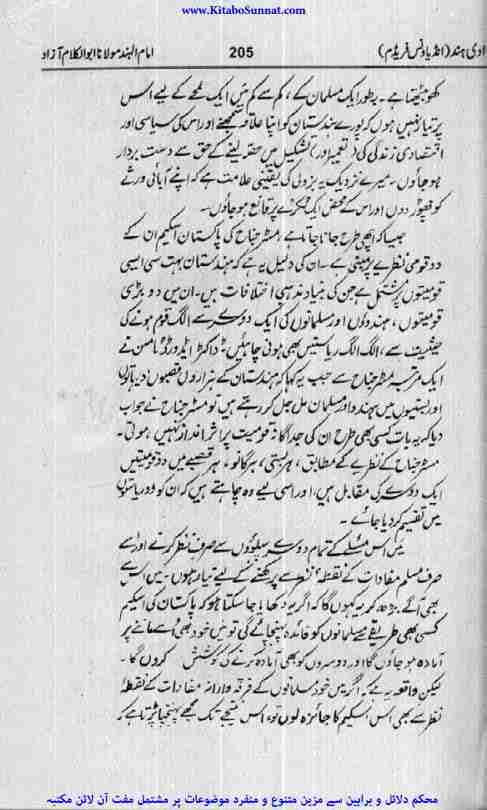 www.KitaboSunnat.com
امام الہند مولانا ابوالکلام آزاد 205 ادی ہند (انڈیا ونس فریڈم)
کھو بیٹھتا ہے۔ بطور ایک مسلمان کے، کم سے کم میں ایک لمحے کے لیے اس
پر تیار نہیں ہوں کہ پورے ہندستان کو اپنا علاقہ سمجھنے اور اس کی سیاسی اور
اقتصادی زندگی کی (تعمیر اور) تشکیل میں حصّہ لینے کے حق سے دست بردار
ہو جاؤں۔ میرے نزدیک یہ بزدلی کی یقینی علامت ہے کہ اپنے آبائی ورثے
کو چھوڑ دوں اور اس کے محض ایک ٹکڑے پر قانع ہو جاؤں۔
جیسا کہ اچھی طرح جانا جاتا ہے مسٹر جناح کی پاکستان اسکیم ان کے
دو قومی نظریے پر مبنی ہے۔ ان کی دلیل یہ ہے کہ ہندستان بہت سی ایسی
قومیتوں پر مشتمل ہے جن کی بنیاد مذہبی اختلافات ہیں۔ ان میں دو بڑی
قومیتوں، ہندوؤں اور مسلمانوں کی ایک دوسرے سے الگ قوم ہونے کی
حیثیت سے، الگ الگ ریاستیں بھی ہونی چاہئیں۔ ڈاکٹر ایڈورڈ ٹامسن نے
ایک مرتبہ مسٹر جناح سے جب یہ کہا کہ ہندستان کے ہزاروں قصبوں دیہاتوں
اور بستیوں میں ہندو اور مسلمان مل جل کر رہتے ہیں تو مسٹر جناح نے جواب
دیا کہ یہ بات کسی بھی طرح ان کی جداگانہ قومیت پر اثر انداز نہیں ہوتی۔
مسٹر جناح کے نظریے کے مطابق، ہر بستی، ہر گاؤں، ہر قصبے میں دو قومیتیں
ایک دوسرے کی مقابل ہیں، اور اسی لیے وہ چاہتے ہیں کہ ان کو دو ریاستوں
میں تقسیم کر دیا جائے۔
میں اس مسئلے کے تمام دوسرے پہلوؤں سے صرف نظر کرنے اور اسے
صرف مسلم مفادات کے نقطۂ نظر سے پرکھنے کے لیے تیار ہوں۔ میں اس سے
بھی آگے بڑھ کر یہ کہوں گا کہ اگر یہ دکھایا جا سکتا ہو کہ پاکستان کی اسکیم
کسی بھی طریقے سے مسلمانوں کو فائدہ پہنچائے گی تو میں خود بھی اسے ماننے پر
آمادہ ہو جاؤں گا اور دوسروں کو بھی آمادہ کرنے کی کوشش کروں گا۔
لیکن واقعہ یہ ہے کہ اگر میں خود مسلمانوں کے فرقہ وارانہ مفادات کے نقطۂ
نظر سے بھی اس اسکیم کا جائزہ لوں تو، اس نتیجے تک مجھے پہنچنا پڑتا ہے کہ
محکم دلائل و براہین سے مزین متنوع و منفرد موضوعات پر مشتمل مفت آن لائن مکتبہ